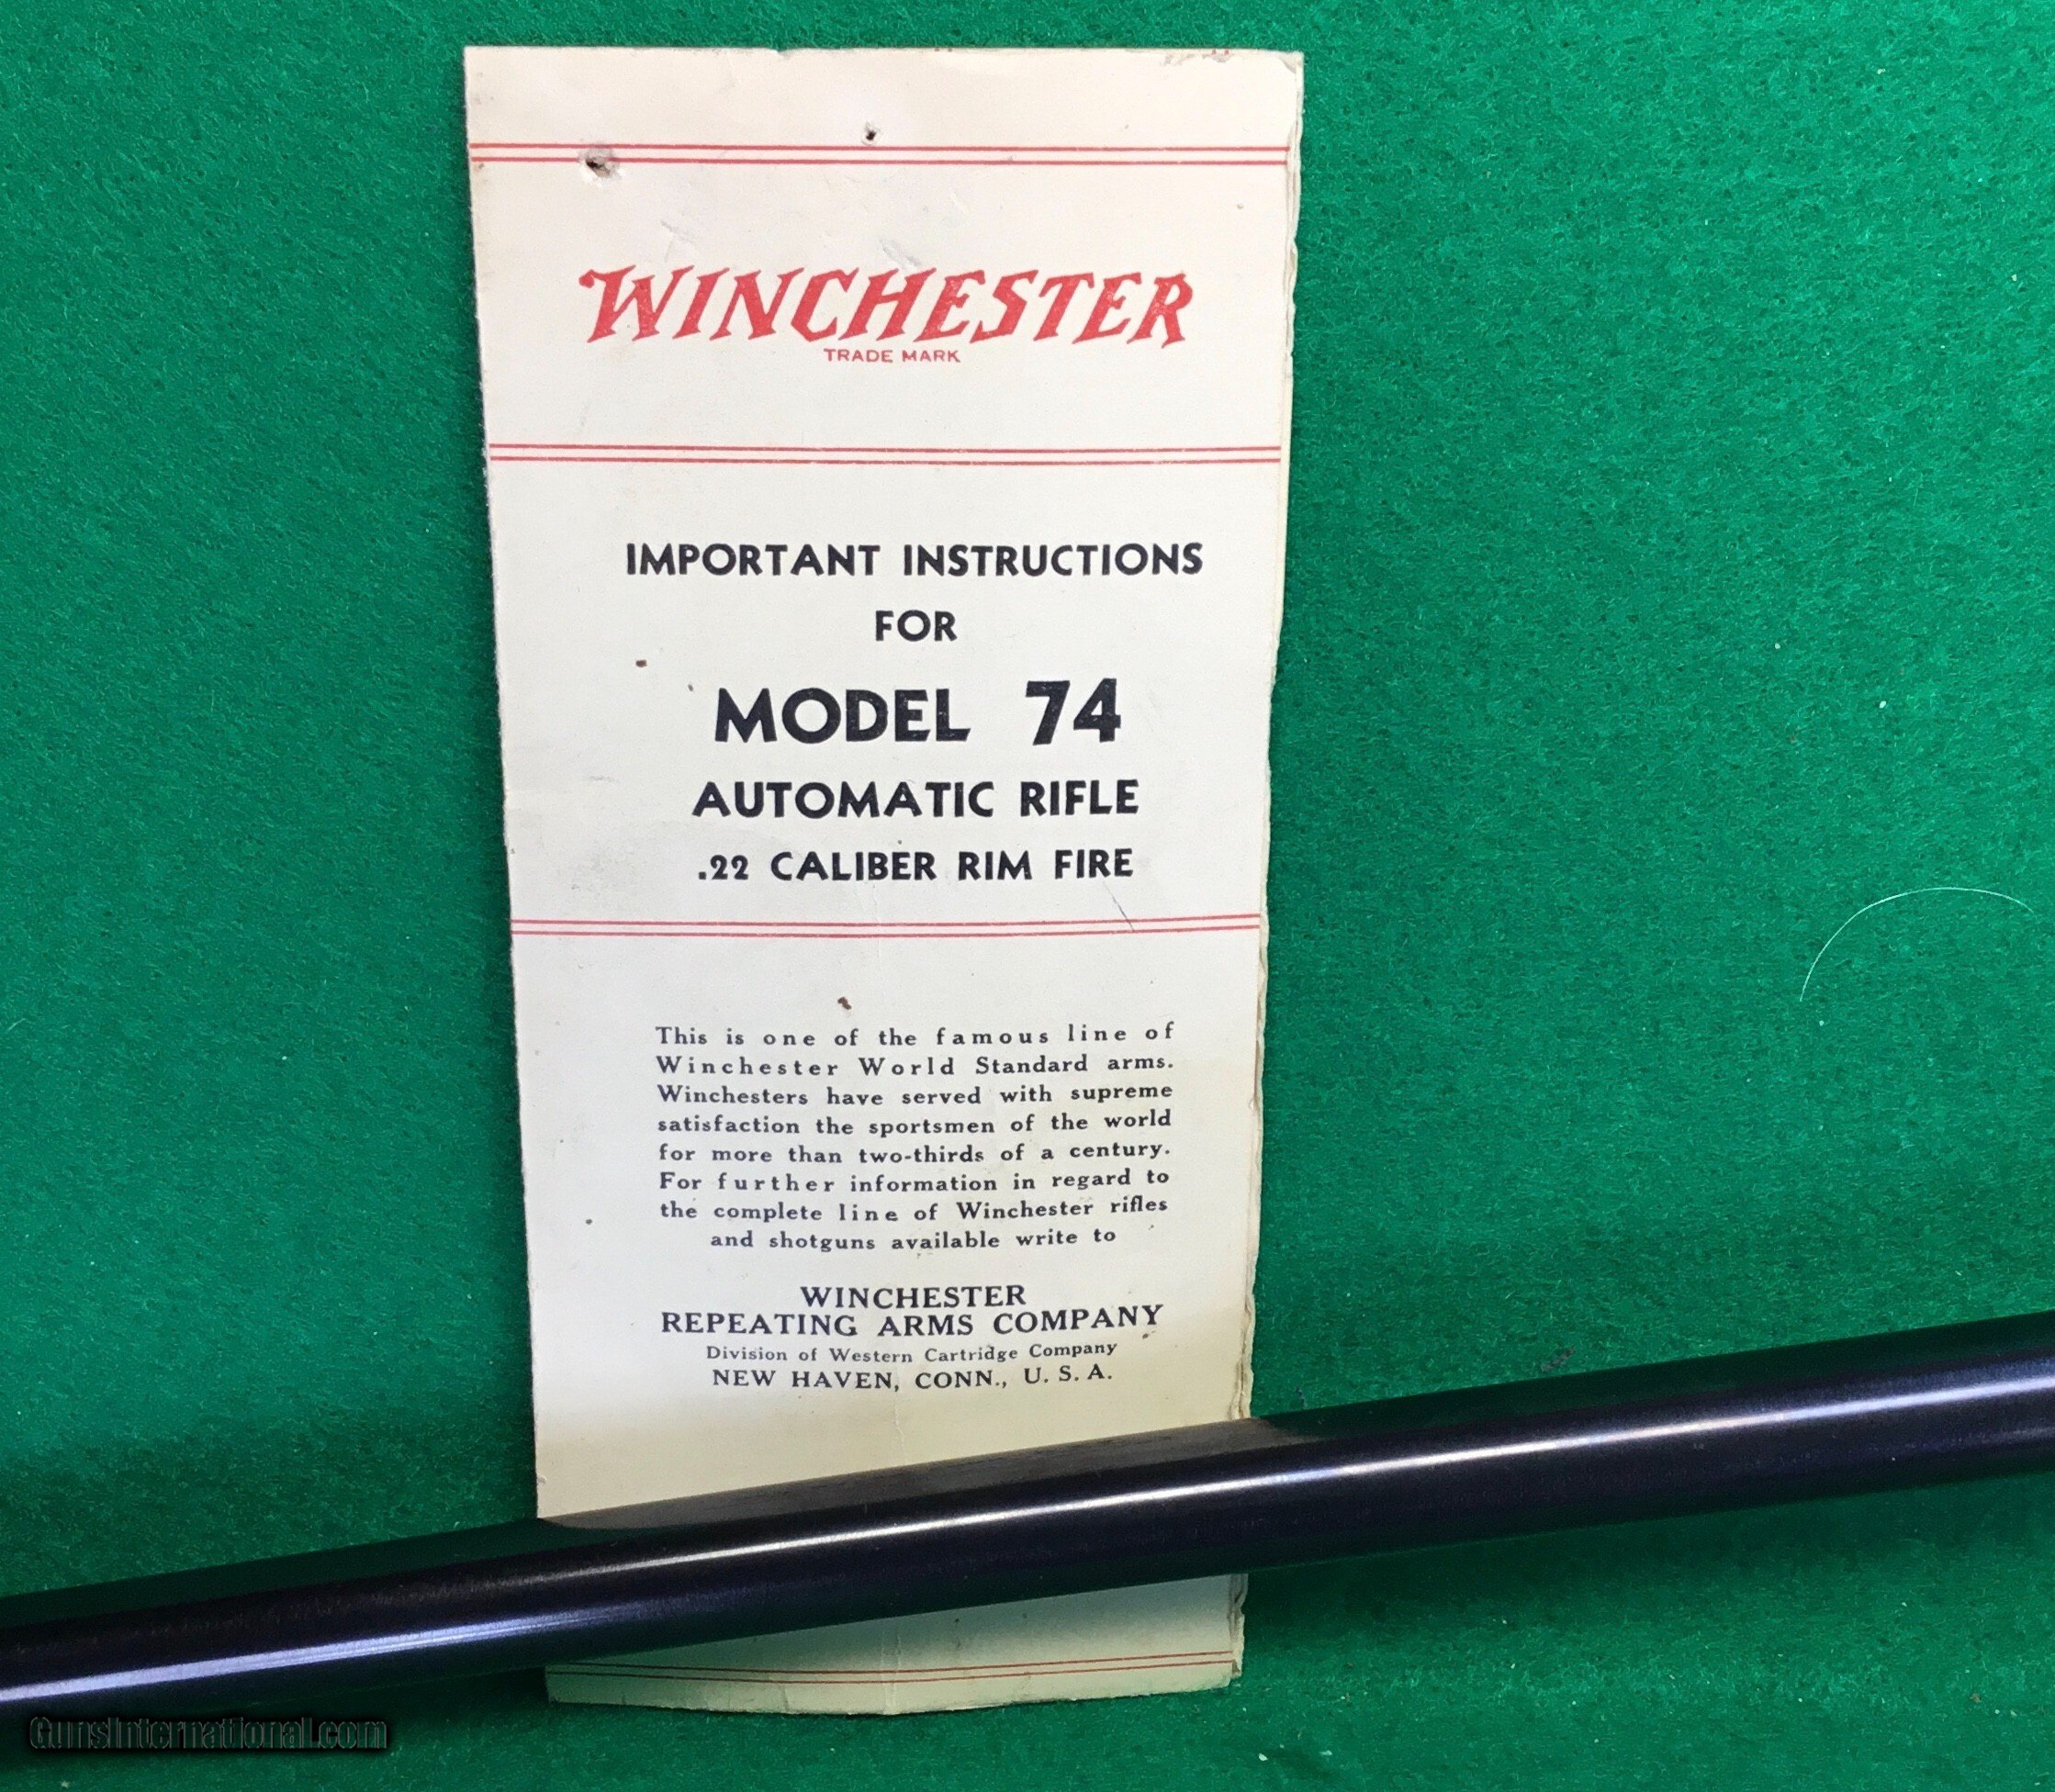 WINCHESTER
TRADE MARK
IMPORTANT INSTRUCTIONS
FOR
MODEL 74
AUTOMATIC RIFLE
.22 CALIBER RIM FIRE
This is one of the famous line of
Winchester World Standard arms.
Winchesters have served with supreme
satisfaction the sportsmen of the world
for more than two-thirds of a century.
For further information in regard to
the complete line of Winchester rifles
and shotguns available write to
WINCHESTER
REPEATING ARMS COMPANY
Division of Western Cartridge Company
NEW HAVEN, CONN., U. S. A.
GunsInternational.com